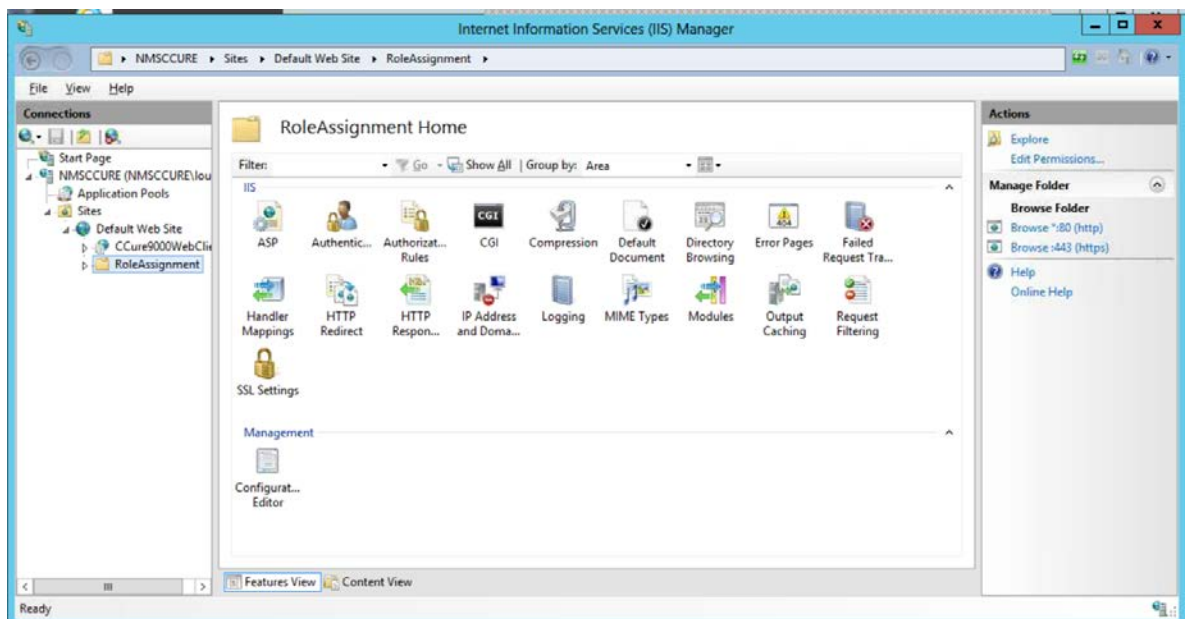 Internet Information Services (IIS) Manager
NMSCCURE ▸ Sites ▸ Default Web Site ▸ RoleAssignment ▸
File View Help
Connections
Start Page
NMSCCURE (NMSCCURE\lou
Application Pools
Sites
Default Web Site
CCure9000WebClie
RoleAssignment
RoleAssignment Home
Filter: Go Show All Group by: Area
IIS
ASP Authentic... Authorizat... Rules CGI Compression Default Document Directory Browsing Error Pages Failed Request Tra...
Handler Mappings HTTP Redirect HTTP Respon... IP Address and Doma... Logging MIME Types Modules Output Caching Request Filtering
SSL Settings
Management
Configurat... Editor
Features View Content View
Actions
Explore
Edit Permissions...
Manage Folder
Browse Folder
Browse *:80 (http)
Browse :443 (https)
Help
Online Help
Ready